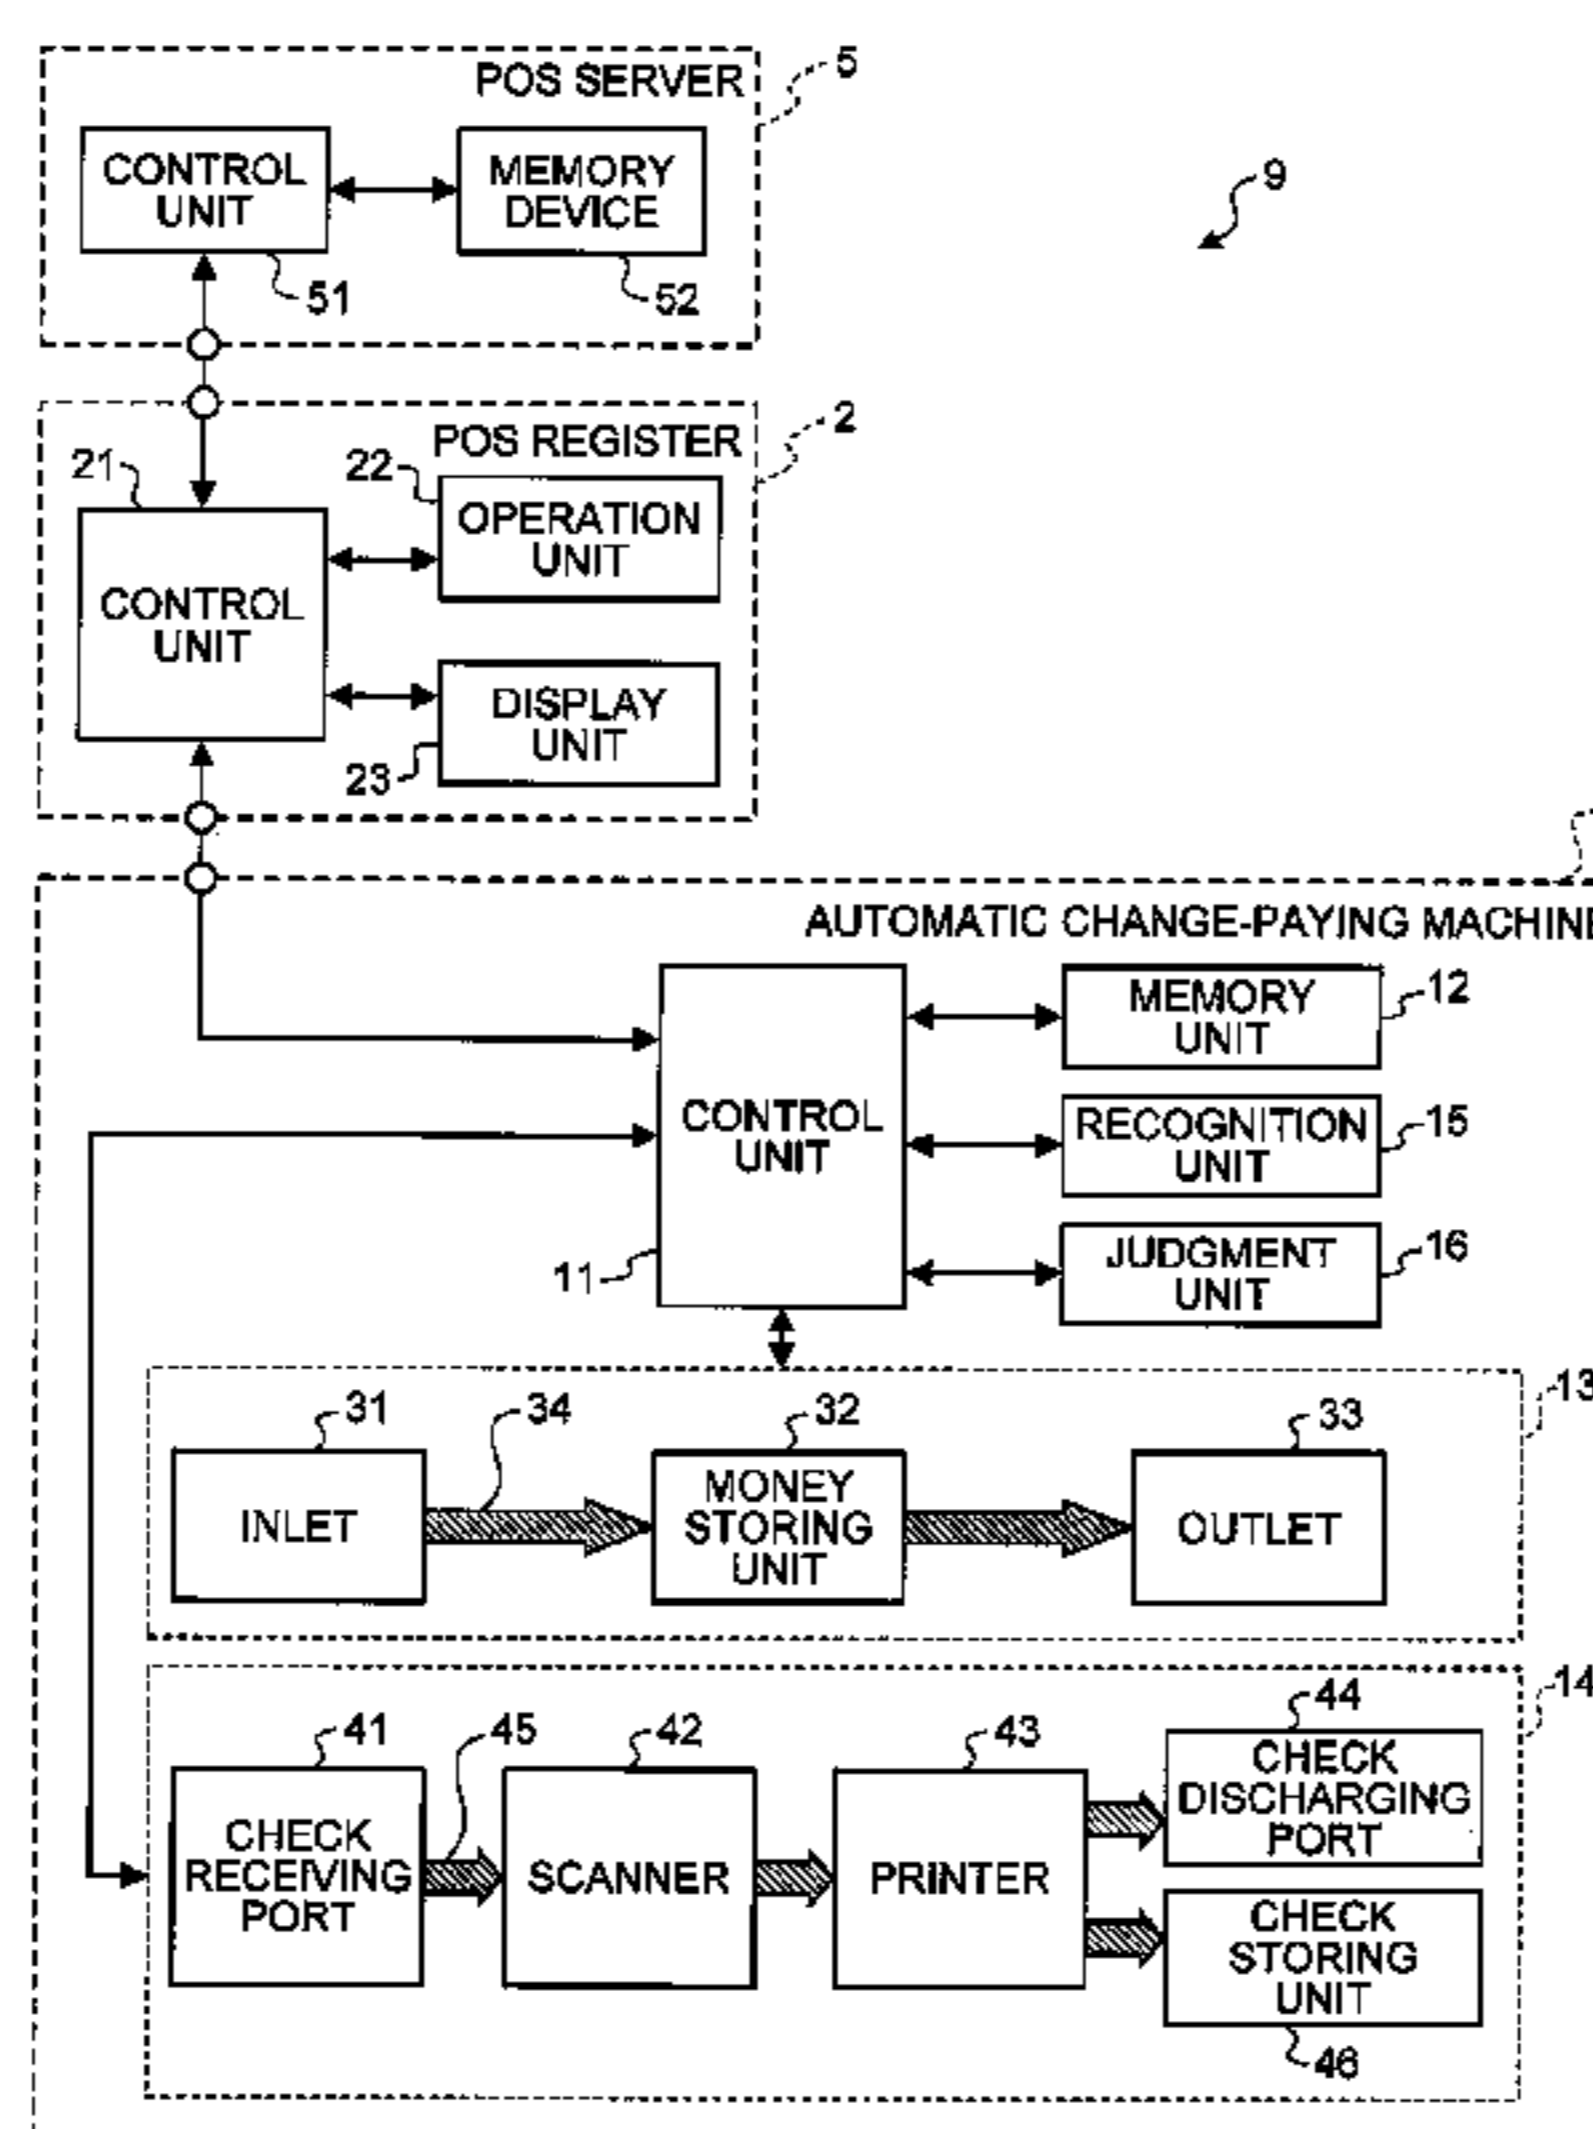 POS SERVER
5
CONTROL
UNIT
MEMORY
DEVICE
9
51
52
POS REGISTER
2
21
22
OPERATION
UNIT
CONTROL
UNIT
DISPLAY
UNIT
23
AUTOMATIC CHANGE-PAYING MACHINE
MEMORY
UNIT
12
CONTROL
UNIT
RECOGNITION
UNIT
15
11
JUDGMENT
UNIT
16
13
31
34
32
33
INLET
MONEY
STORING
UNIT
OUTLET
14
41
45
42
43
44
CHECK
RECEIVING
PORT
SCANNER
PRINTER
CHECK
DISCHARGING
PORT
CHECK
STORING
UNIT
46